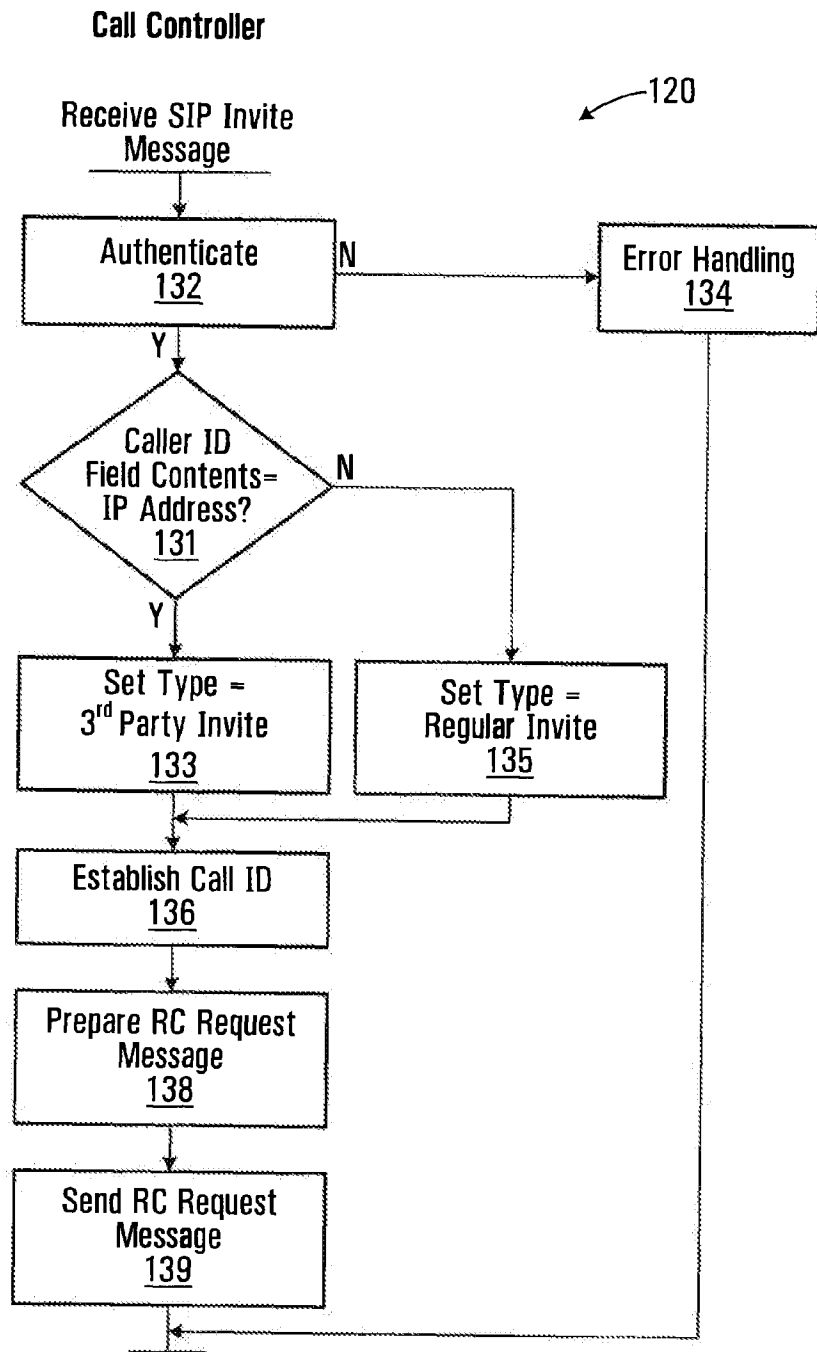 Call Controller
120
Receive SIP Invite
Message
Authenticate
132
N
Error Handling
134
Y
Caller ID
Field Contents=
IP Address?
131
N
Y
Set Type =
3rd Party Invite
133
Set Type =
Regular Invite
135
Establish Call ID
136
Prepare RC Request
Message
138
Send RC Request
Message
139